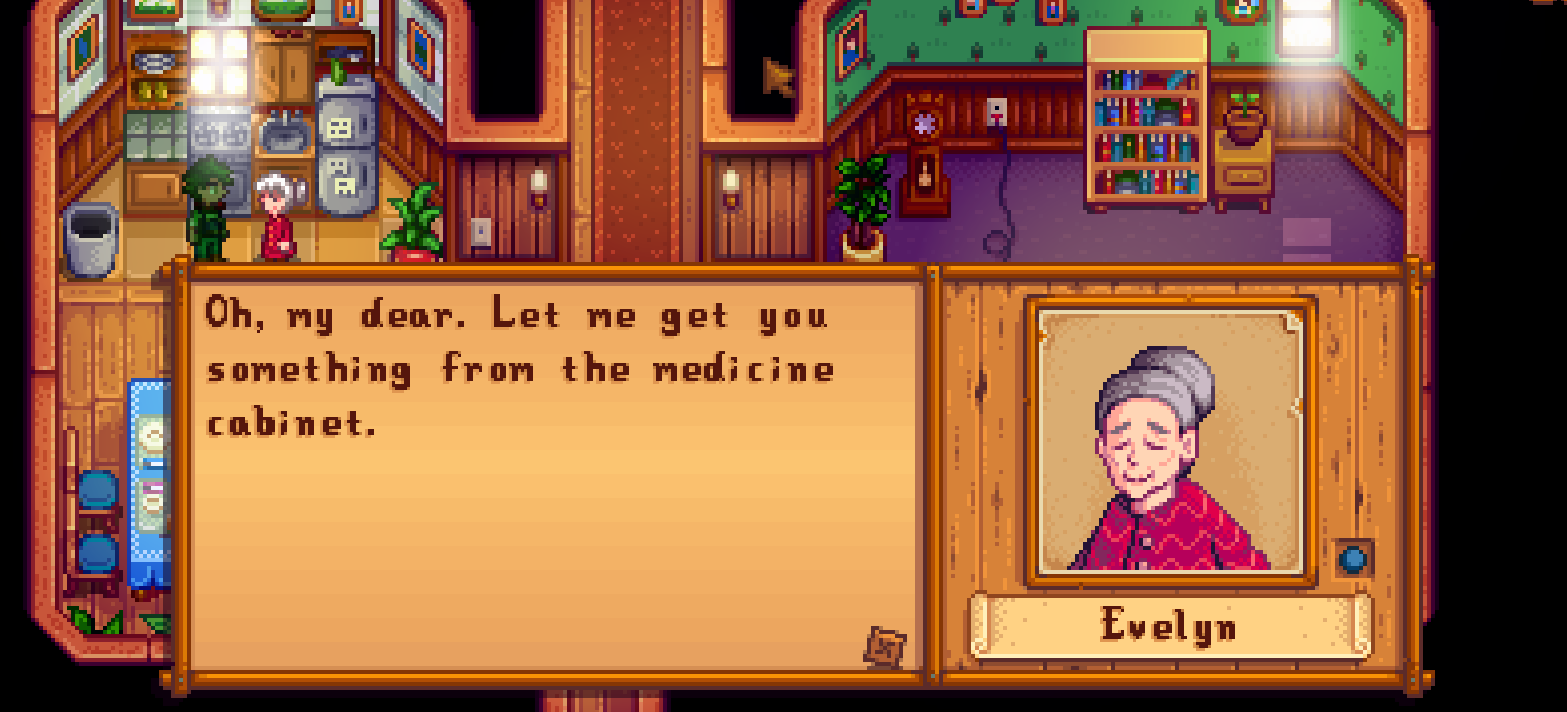 Oh, my dear. Let me get you
something from the medicine
cabinet.
Evelyn